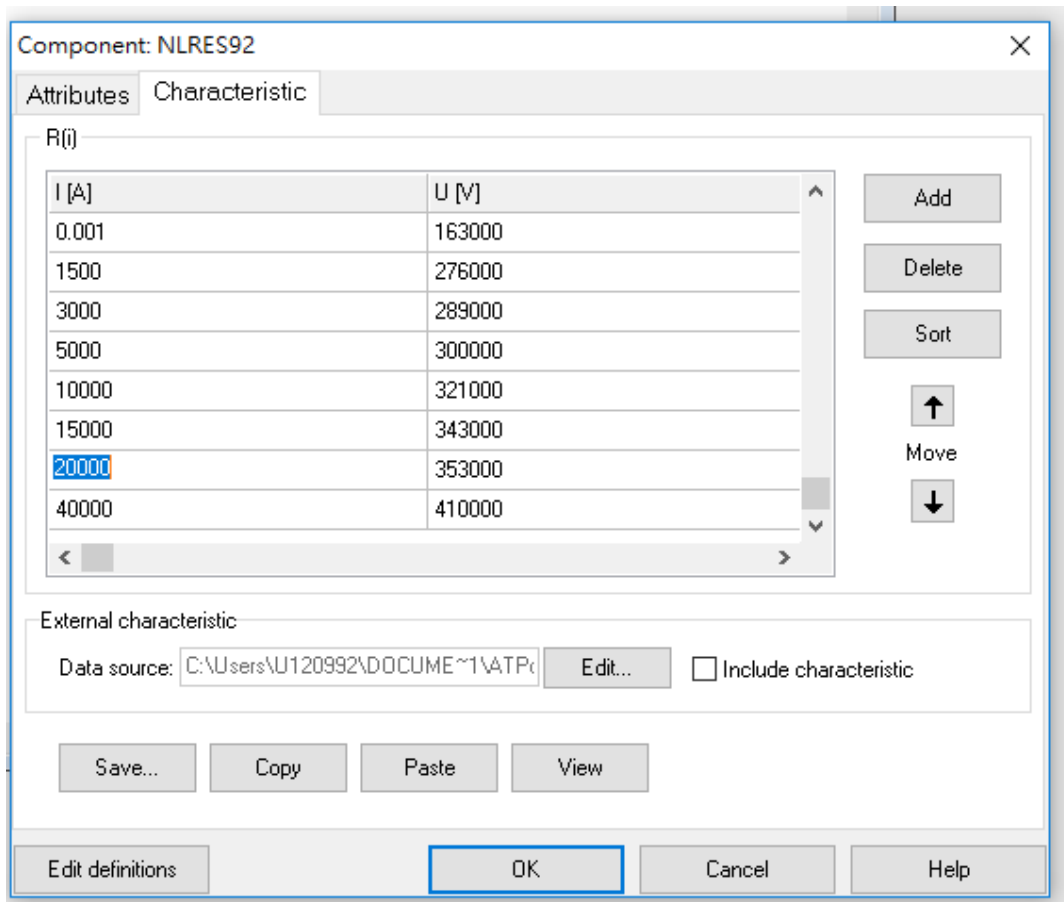 Component: NLRES92
Attributes Characteristic
R(i)
I [A] U [V]
0.001 163000
1500 276000
3000 289000
5000 300000
10000 321000
15000 343000
20000 353000
40000 410000
Add
Delete
Sort
Move
External characteristic
Data source: C:\Users\U120992\DOCUME~1\ATP Edit... Include characteristic
Save... Copy Paste View
Edit definitions OK Cancel Help